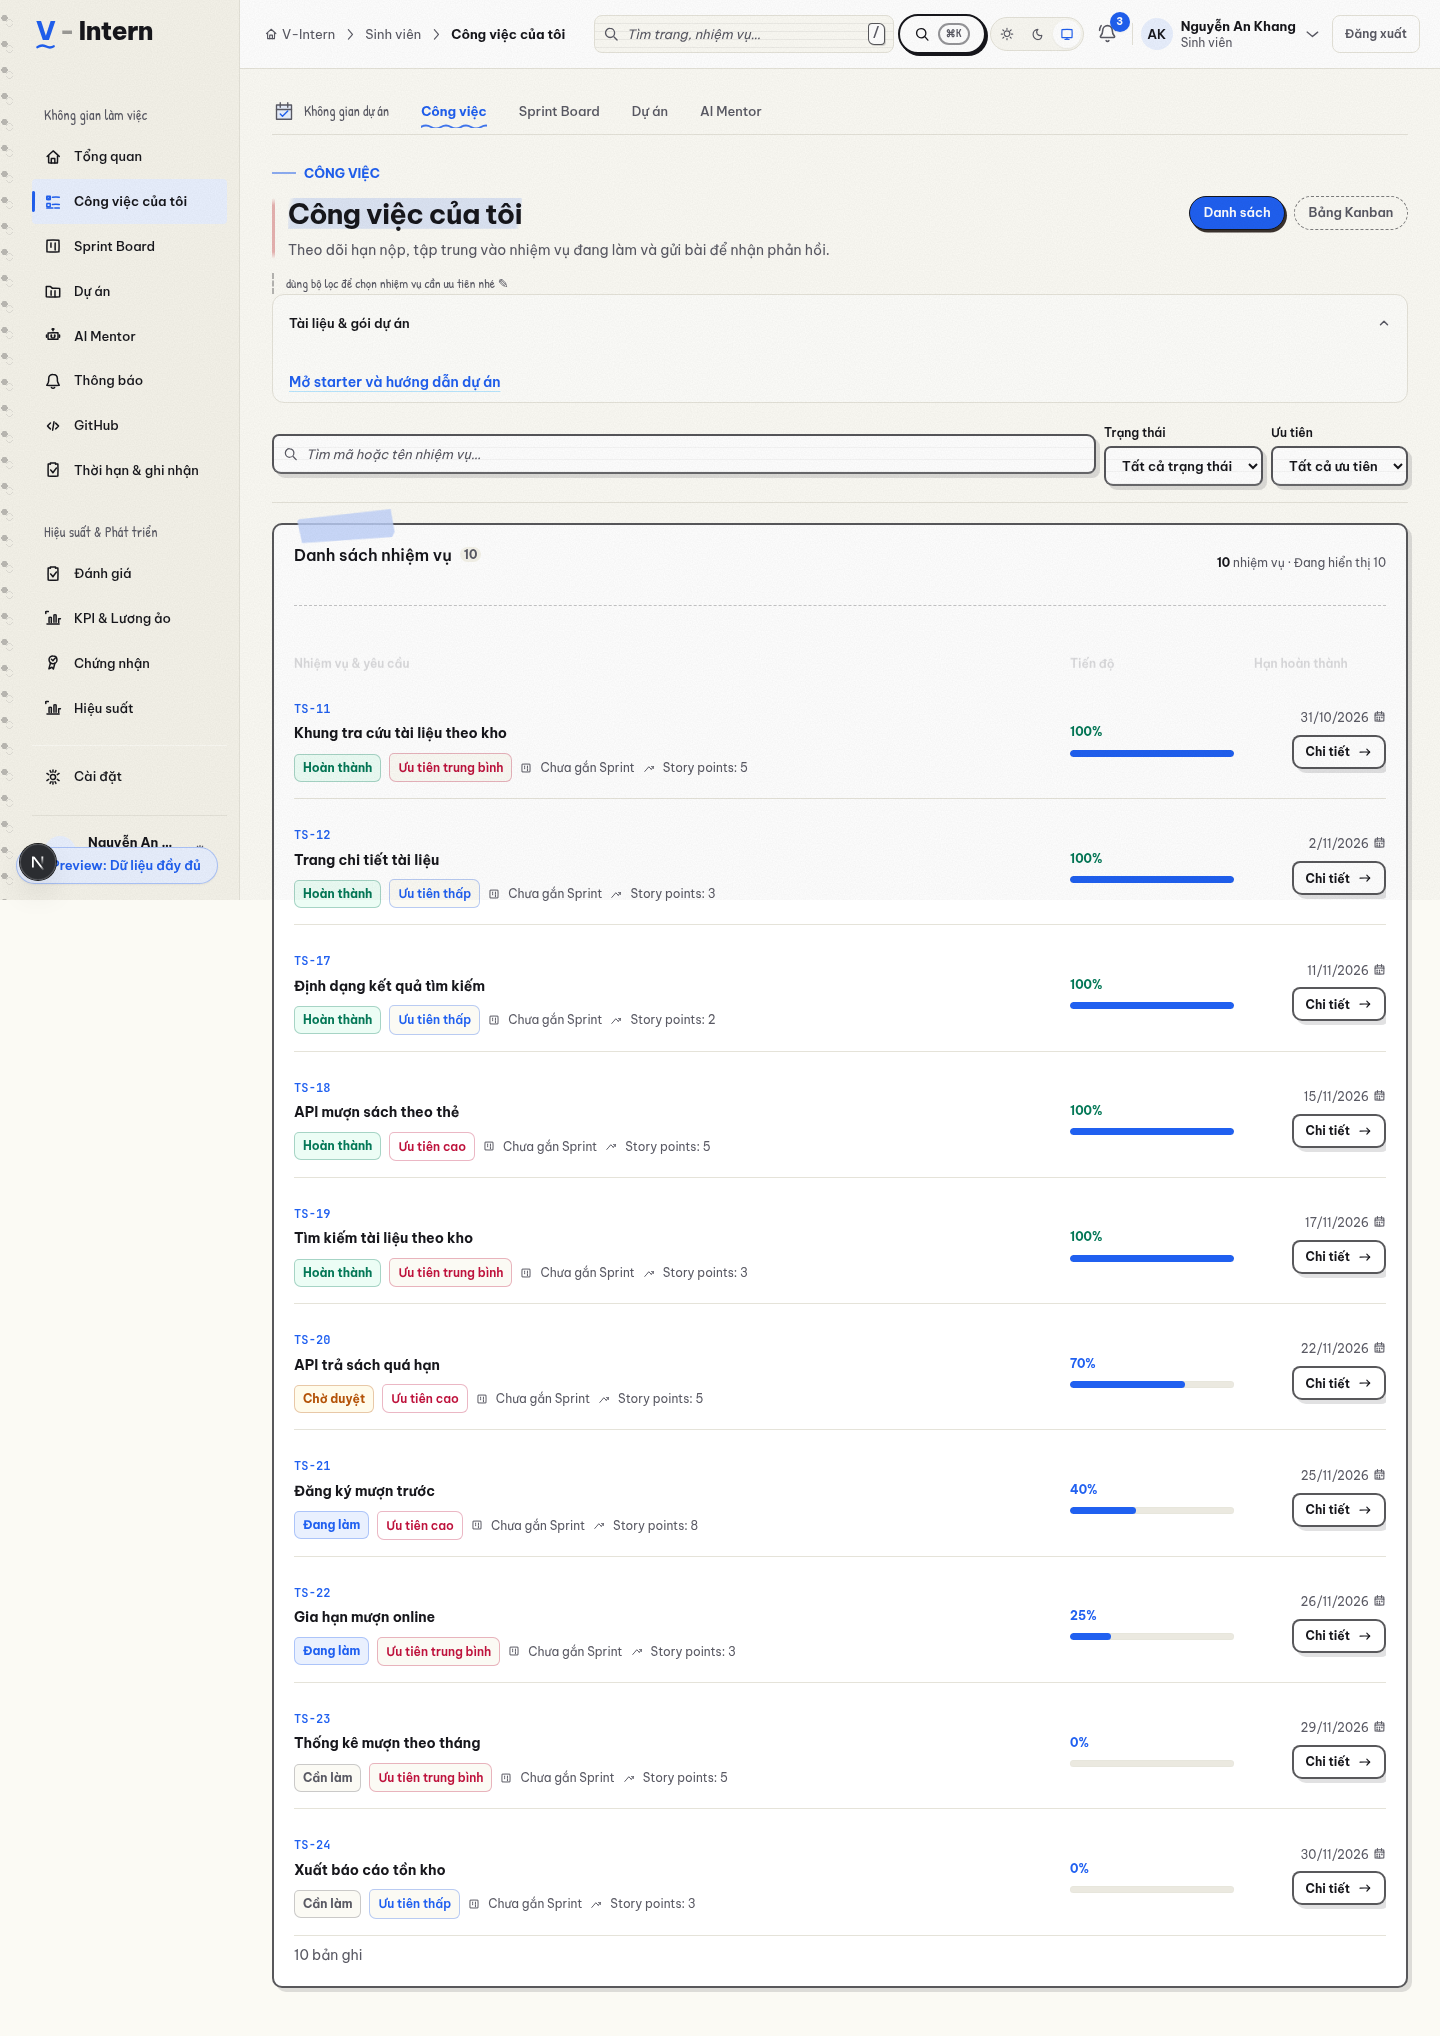 V - Intern
V-Intern > Sinh viên > Công việc của tôi
Tìm trang, nhiệm vụ... /
⌘K
3
AK
Nguyễn An Khang
Sinh viên
Đăng xuất
Không gian làm việc
Tổng quan
Công việc của tôi
Sprint Board
Dự án
AI Mentor
Thông báo
GitHub
Thời hạn & ghi nhận
Hiệu suất & Phát triển
Đánh giá
KPI & Lương ảo
Chứng nhận
Hiệu suất
Cài đặt
Nguyễn An ...
N
Preview: Dữ liệu đầy đủ
Không gian dự án Công việc Sprint Board Dự án AI Mentor
CÔNG VIỆC
Công việc của tôi
Danh sách Bảng Kanban
Theo dõi hạn nộp, tập trung vào nhiệm vụ đang làm và gửi bài để nhận phản hồi.
dùng bộ lọc để chọn nhiệm vụ cần ưu tiên nhé ✎
Tài liệu & gói dự án
Mở starter và hướng dẫn dự án
Tìm mã hoặc tên nhiệm vụ...
Trạng thái
Tất cả trạng thái
Ưu tiên
Tất cả ưu tiên
Danh sách nhiệm vụ 10
10 nhiệm vụ · Đang hiển thị 10
Nhiệm vụ & yêu cầu Tiến độ Hạn hoàn thành
TS-11
Khung tra cứu tài liệu theo kho
Hoàn thành Ưu tiên trung bình Chưa gắn Sprint Story points: 5
100%
31/10/2026
Chi tiết →
TS-12
Trang chi tiết tài liệu
Hoàn thành Ưu tiên thấp Chưa gắn Sprint Story points: 3
100%
2/11/2026
Chi tiết →
TS-17
Định dạng kết quả tìm kiếm
Hoàn thành Ưu tiên thấp Chưa gắn Sprint Story points: 2
100%
11/11/2026
Chi tiết →
TS-18
API mượn sách theo thẻ
Hoàn thành Ưu tiên cao Chưa gắn Sprint Story points: 5
100%
15/11/2026
Chi tiết →
TS-19
Tìm kiếm tài liệu theo kho
Hoàn thành Ưu tiên trung bình Chưa gắn Sprint Story points: 3
100%
17/11/2026
Chi tiết →
TS-20
API trả sách quá hạn
Chờ duyệt Ưu tiên cao Chưa gắn Sprint Story points: 5
70%
22/11/2026
Chi tiết →
TS-21
Đăng ký mượn trước
Đang làm Ưu tiên cao Chưa gắn Sprint Story points: 8
40%
25/11/2026
Chi tiết →
TS-22
Gia hạn mượn online
Đang làm Ưu tiên trung bình Chưa gắn Sprint Story points: 3
25%
26/11/2026
Chi tiết →
TS-23
Thống kê mượn theo tháng
Cần làm Ưu tiên trung bình Chưa gắn Sprint Story points: 5
0%
29/11/2026
Chi tiết →
TS-24
Xuất báo cáo tồn kho
Cần làm Ưu tiên thấp Chưa gắn Sprint Story points: 3
0%
30/11/2026
Chi tiết →
10 bản ghi